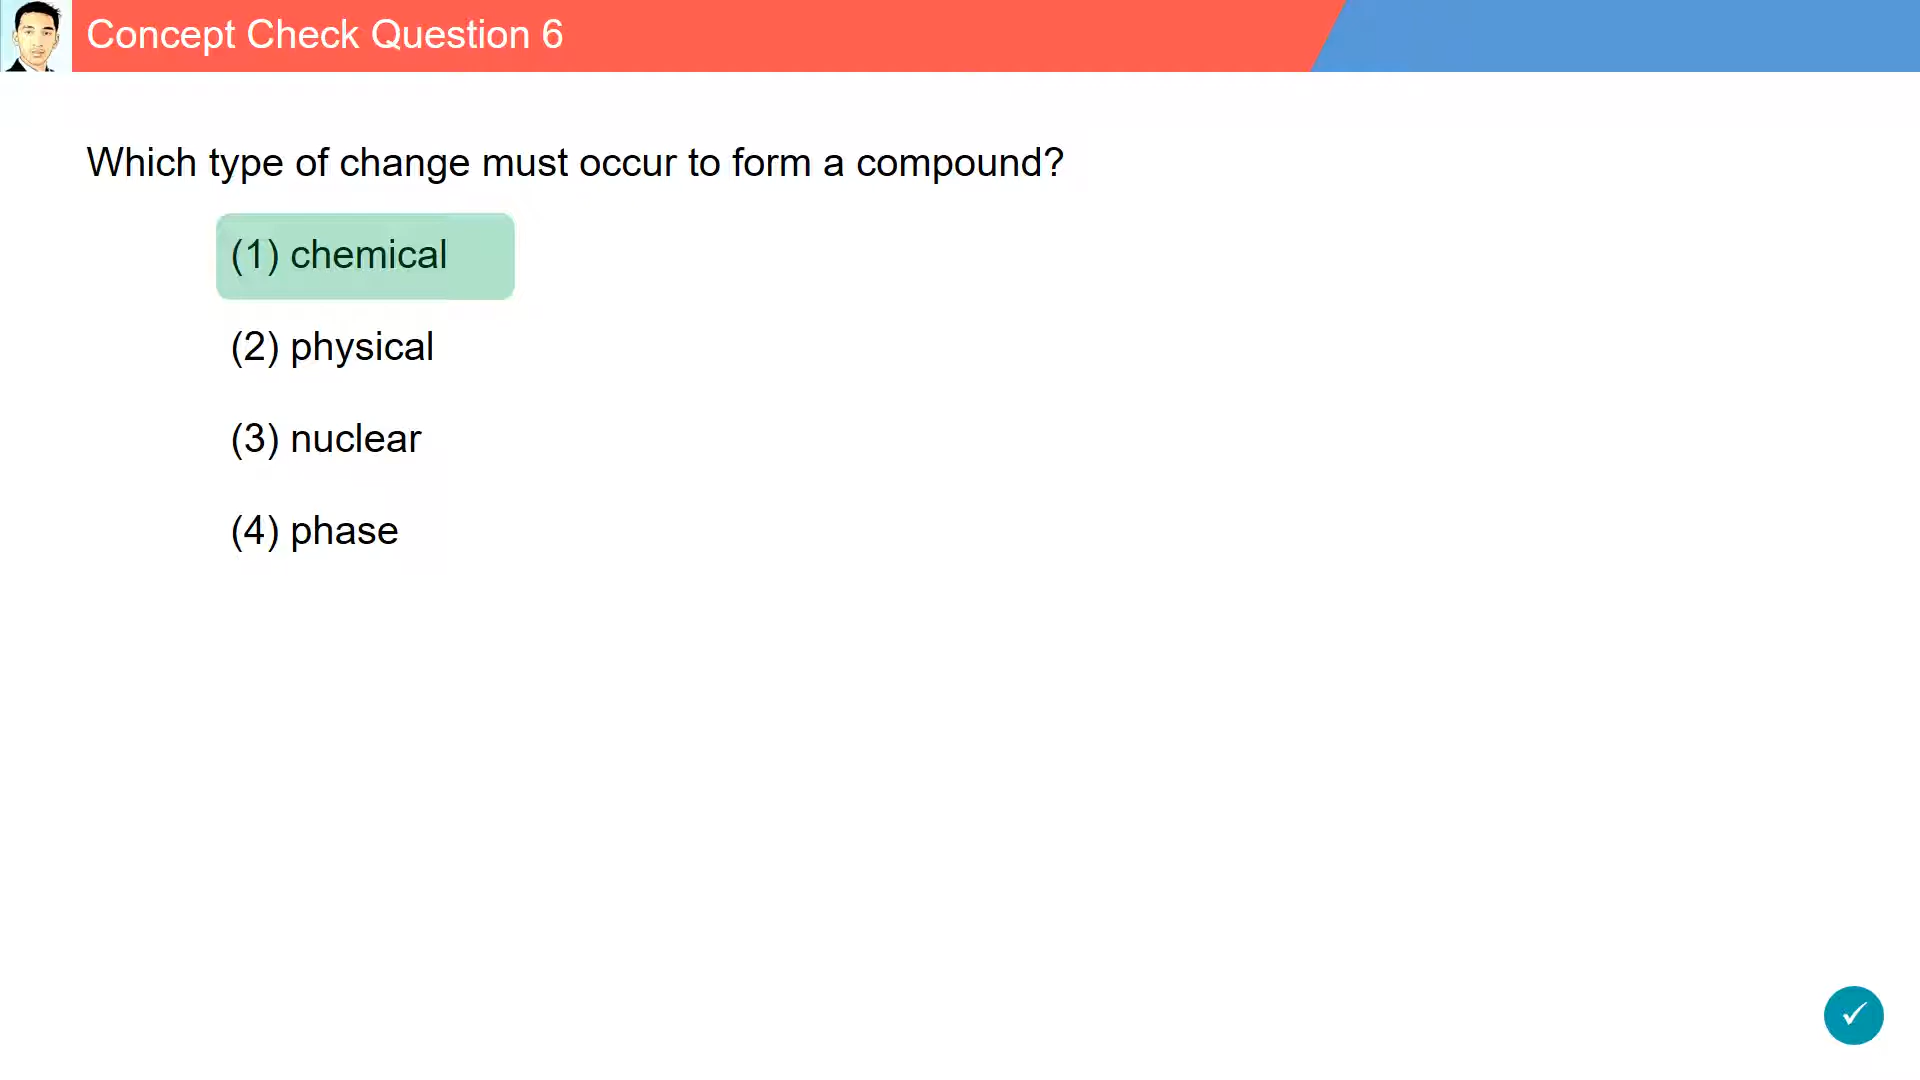 Concept Check Question 6
Which type of change must occur to form a compound?
(1) chemical
(2) physical
(3) nuclear
(4) phase